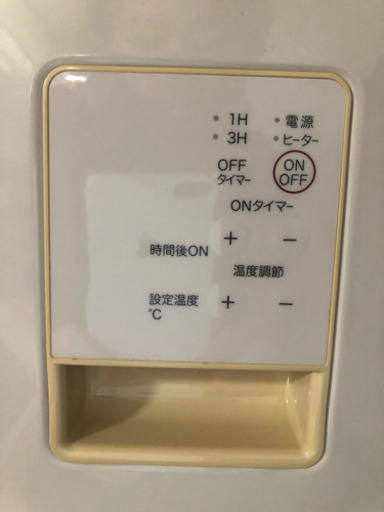 1H
電源
3H
ヒーター
OFF
タイマー
ON
OFF
ONタイマー
時間後ON
+ −
温度調節
設定温度
℃
+ −